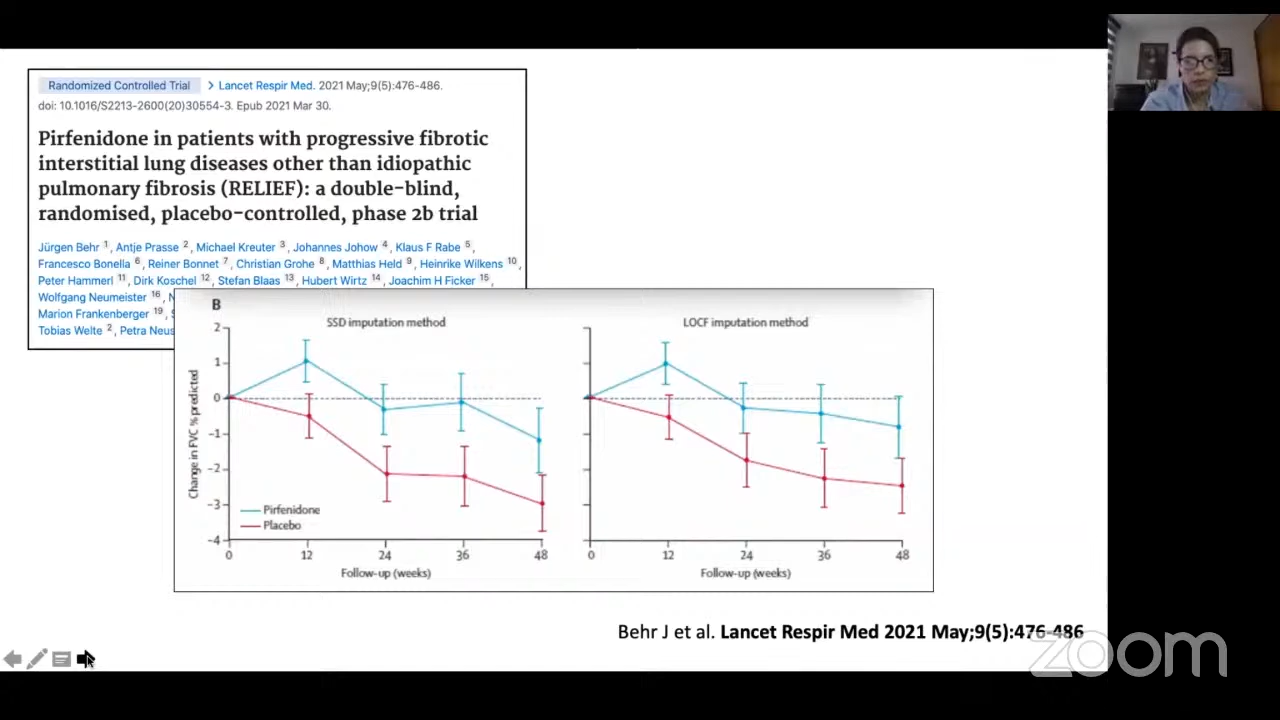 Randomized Controlled Trial > Lancet Respir Med. 2021 May;9(5):476-486.
doi: 10.1016/S2213-2600(20)30554-3. Epub 2021 Mar 30.
Pirfenidone in patients with progressive fibrotic
interstitial lung diseases other than idiopathic
pulmonary fibrosis (RELIEF): a double-blind,
randomised, placebo-controlled, phase 2b trial
Jürgen Behr 1, Antje Prasse 2, Michael Kreuter 3, Johannes Johow 4, Klaus F Rabe 5,
Francesco Bonella 6, Reiner Bonnet 7, Christian Grohe 8, Matthias Held 9, Heinrike Wilkens 10,
Peter Hammerl 11, Dirk Koschel 12, Stefan Blaas 13, Hubert Wirtz 14, Joachim H Ficker 15,
Wolfgang Neumeister 16, N
Marion Frankenberger 19, S
Tobias Welte 2, Petra Neus
B
SSD imputation method
LOCF imputation method
Change in FVC % predicted
2
1
0
-1
-2
-3
-4
Pirfenidone
Placebo
0 12 24 36 48
0 12 24 36 48
Follow-up (weeks)
Follow-up (weeks)
Behr J et al. Lancet Respir Med 2021 May;9(5):476-486
zoom